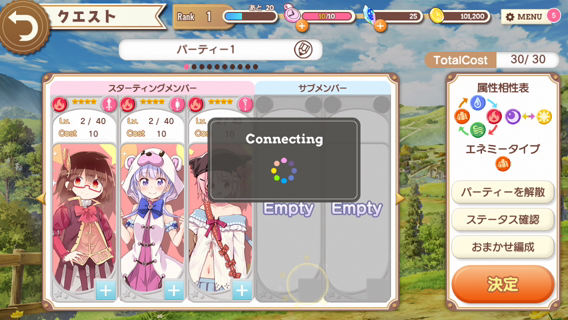 クエスト
Rank 1
あと 20
10/10
5
101,200
MENU
パーティー1
TotalCost 30/30
スターティングメンバー
サブメンバー
Lv. 2
Cost 10
Lv. 2
Cost 10
Lv. 2
Cost 10
Connecting
Empty
Empty
属性相性表
エネミータイプ
パーティーを解散
ステータス確認
おまかせ編成
決定